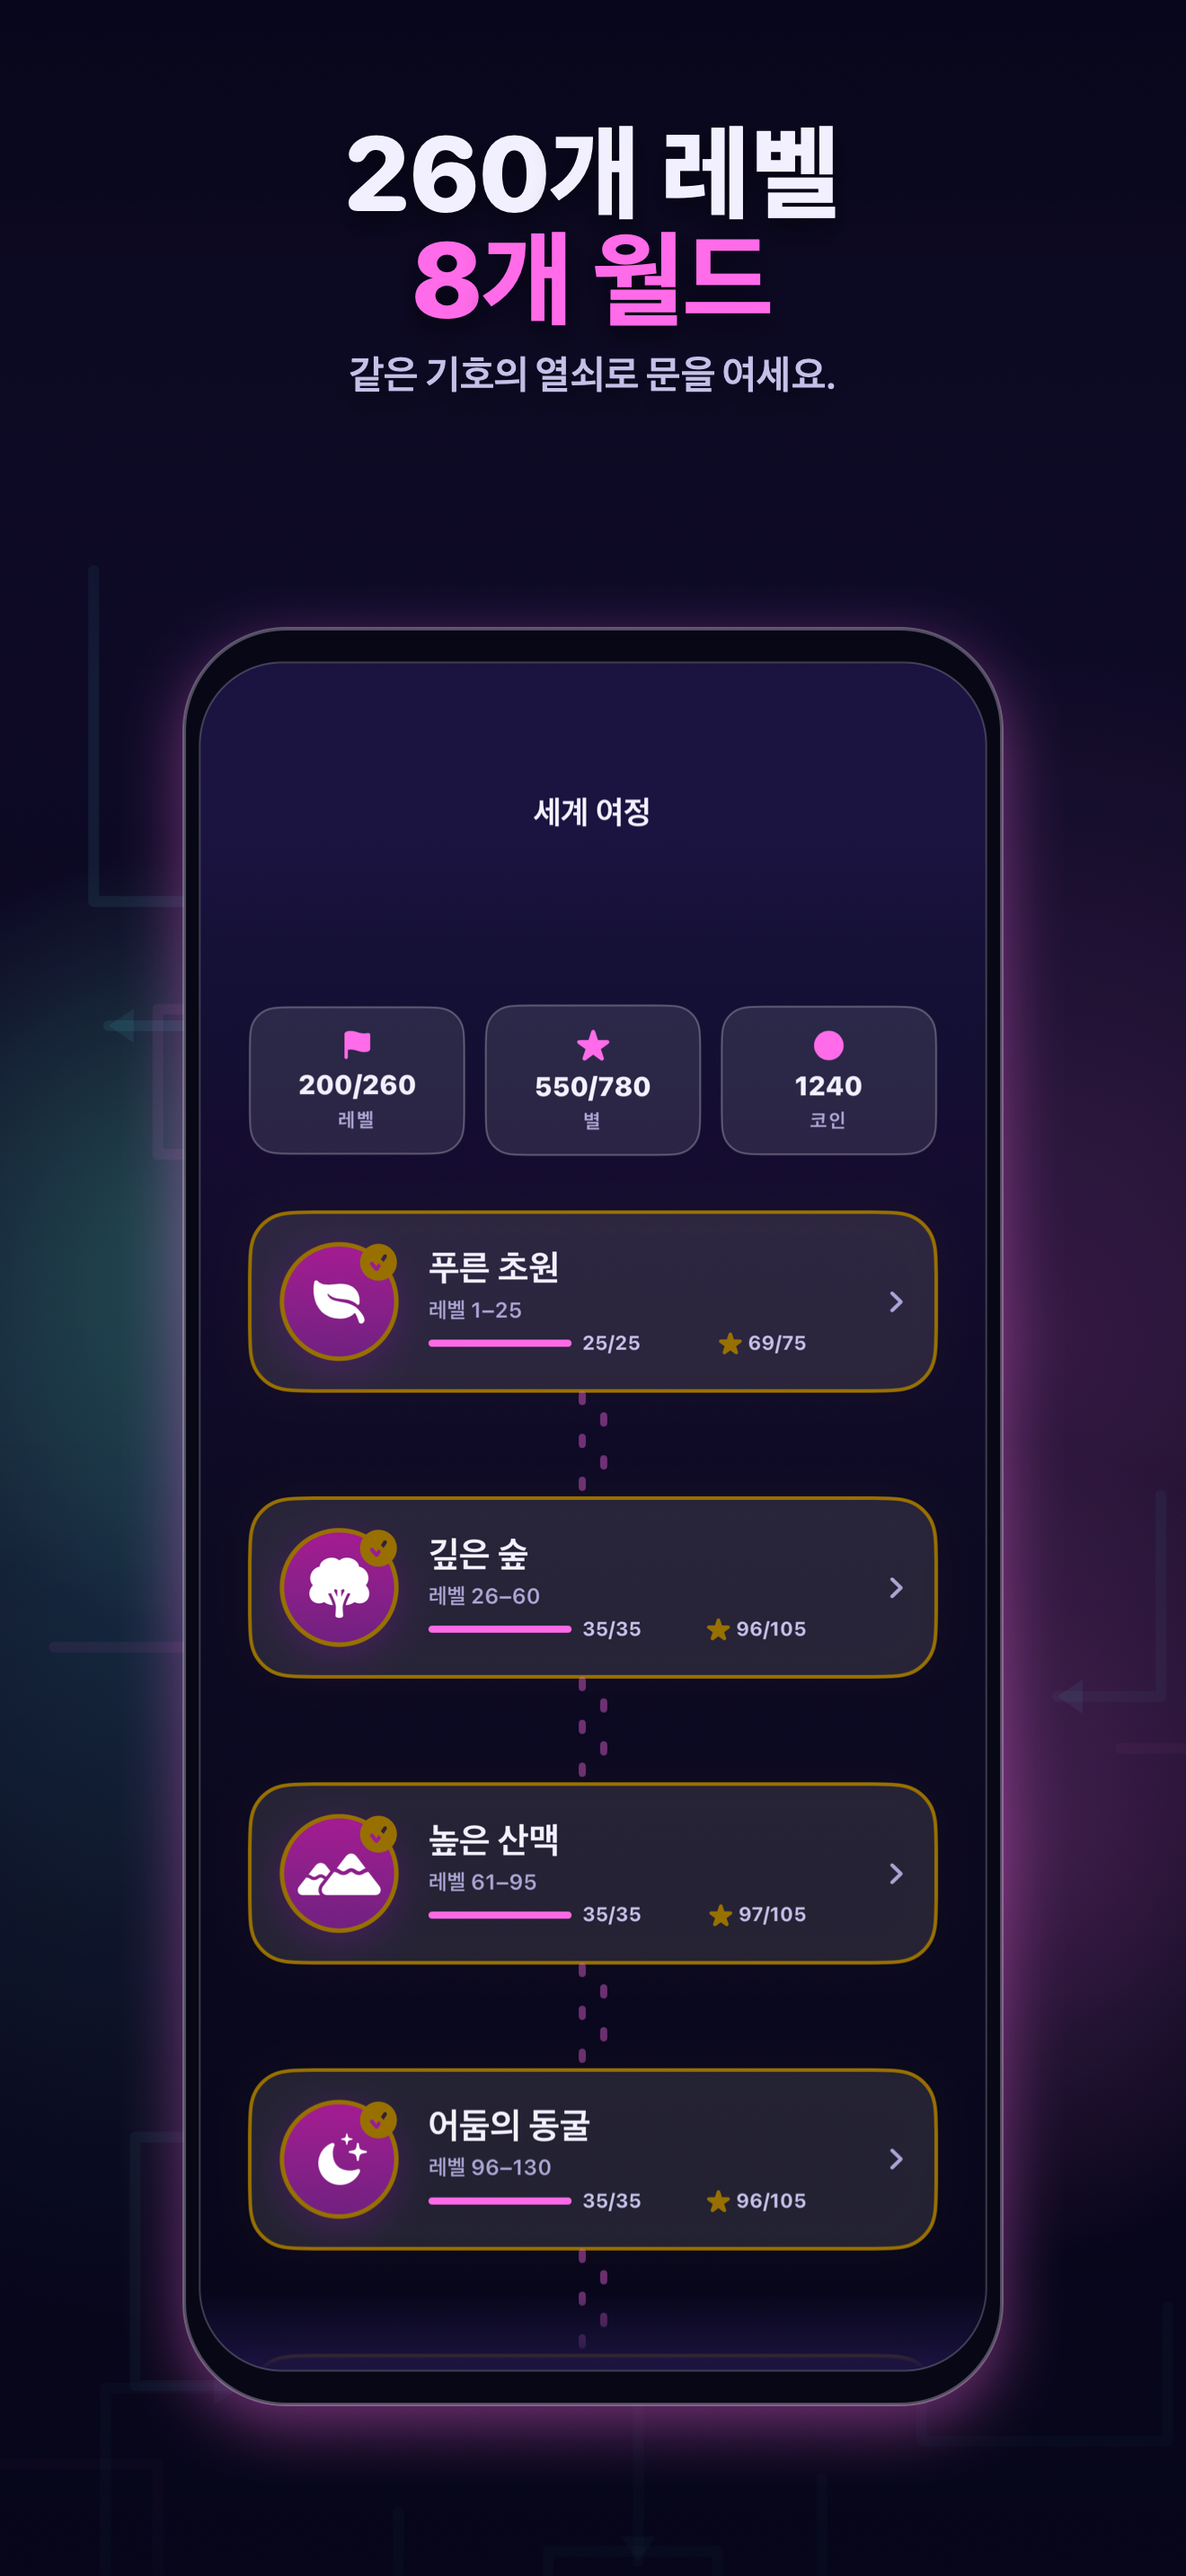 260개 레벨
8개 월드
같은 기호의 열쇠로 문을 여세요.
세계 여정
200/260
레벨
550/780
별
1240
코인
푸른 초원
레벨 1–25
25/25
69/75
깊은 숲
레벨 26–60
35/35
96/105
높은 산맥
레벨 61–95
35/35
97/105
어둠의 동굴
레벨 96–130
35/35
96/105